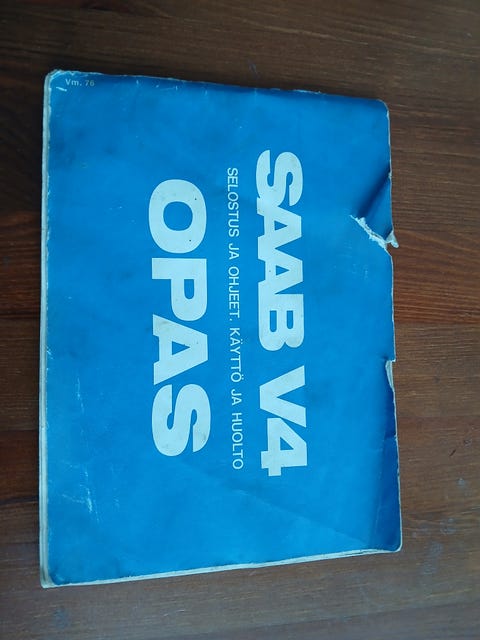 SAAB V4
SELOSTUS JA OHJEET. KÄYTTÖ JA HUOLTO
OPAS
Vm. 76